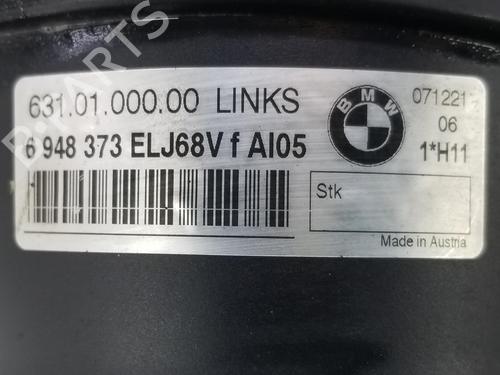 631.01.000.00 LINKS
6 948 373 ELJ68V f AI05
BMW
071221
06
1*H11
Stk
Made in Austria
B-PARTS